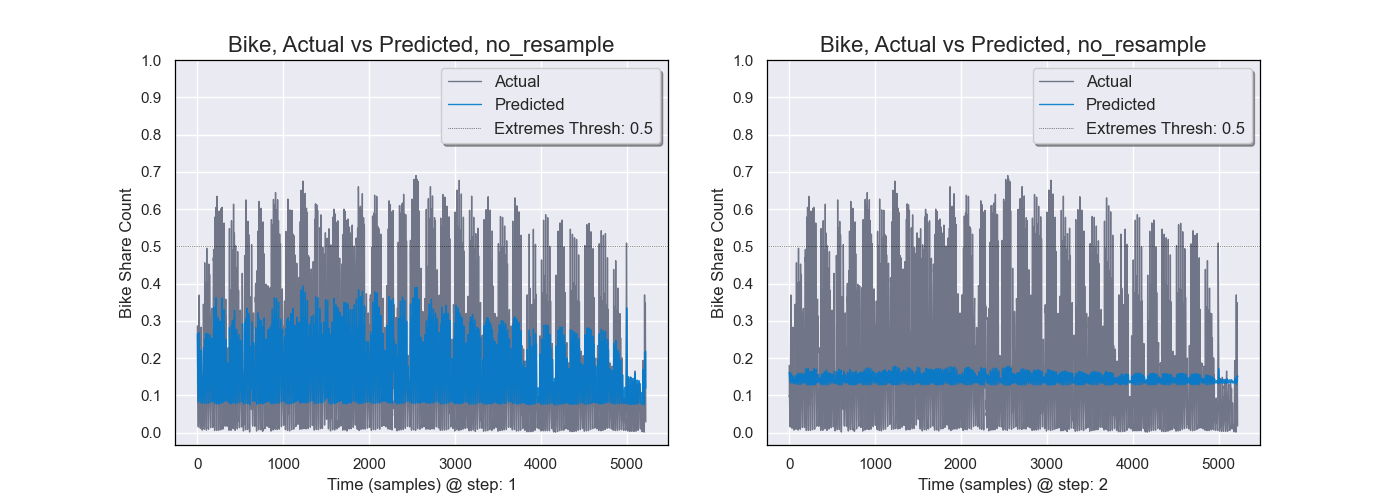 Bike, Actual vs Predicted, no_resample
Actual
Predicted
Extremes Thresh: 0.5
1.0
0.9
0.8
0.7
0.6
0.5
0.4
0.3
0.2
0.1
0.0
Bike Share Count
0 1000 2000 3000 4000 5000
Time (samples) @ step: 1
Bike, Actual vs Predicted, no_resample
Actual
Predicted
Extremes Thresh: 0.5
1.0
0.9
0.8
0.7
0.6
0.5
0.4
0.3
0.2
0.1
0.0
Bike Share Count
0 1000 2000 3000 4000 5000
Time (samples) @ step: 2